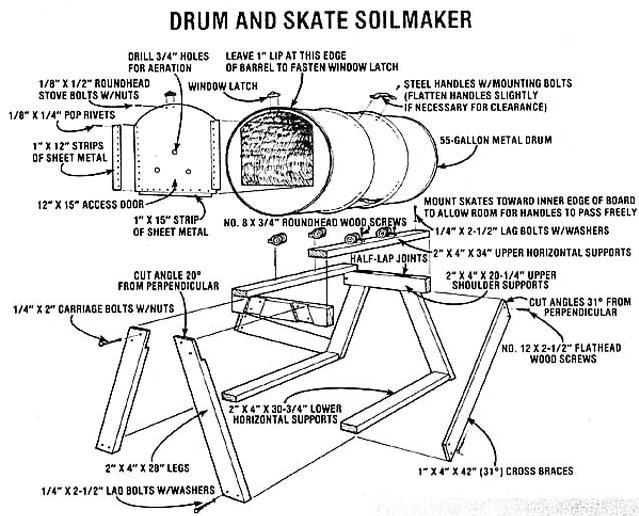 DRUM AND SKATE SOILMAKER
DRILL 3/4" HOLES
FOR AERATION
LEAVE 1" LIP AT THIS EDGE
OF BARREL TO FASTEN WINDOW LATCH
1/8" X 1/2" ROUNDHEAD
STOVE BOLTS W/NUTS
WINDOW LATCH
STEEL HANDLES W/MOUNTING BOLTS
(FLATTEN HANDLES SLIGHTLY
IF NECESSARY FOR CLEARANCE)
1/8" X 1/4" POP RIVETS
1" X 12" STRIPS
OF SHEET METAL
55-GALLON METAL DRUM
12" X 15" ACCESS DOOR
1" X 15" STRIP
OF SHEET METAL
NO. 8 X 3/4" ROUNDHEAD WOOD SCREWS
MOUNT SKATES TOWARD INNER EDGE OF BOARD
TO ALLOW ROOM FOR HANDLES TO PASS FREELY
1/4" X 2-1/2" LAG BOLTS W/WASHERS
2" X 4" X 34" UPPER HORIZONTAL SUPPORTS
HALF-LAP JOINTS
2" X 4" X 20-1/4" UPPER
SHOULDER SUPPORTS
CUT ANGLE 20°
FROM PERPENDICULAR
1/4" X 2" CARRIAGE BOLTS W/NUTS
CUT ANGLES 31° FROM
PERPENDICULAR
NO. 12 X 2-1/2" FLATHEAD
WOOD SCREWS
2" X 4" X 30-3/4" LOWER
HORIZONTAL SUPPORTS
2" X 4" X 28" LEGS
1" X 4" X 42" (31°) CROSS BRACES
1/4" X 2-1/2" LAG BOLTS W/WASHERS